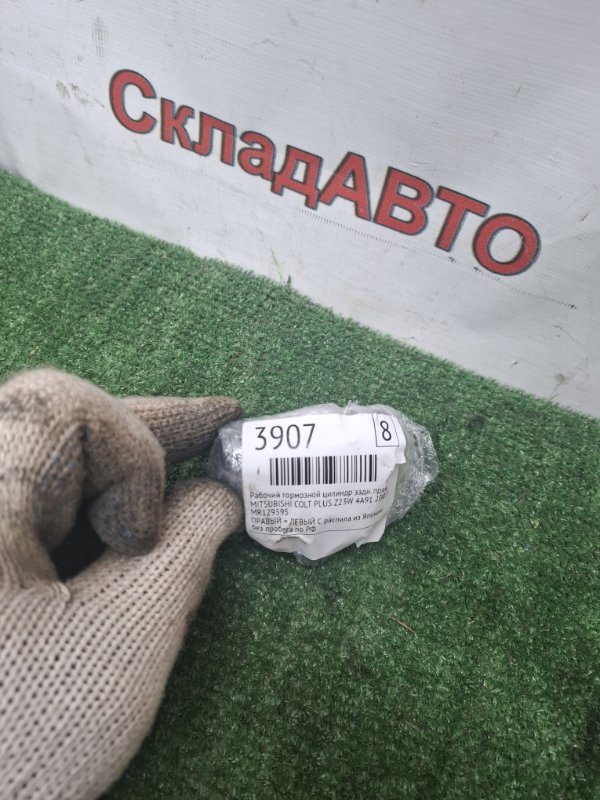 СкладАВТО
3907 8
Рабочий тормозной цилиндр задн.
MITSUBISHI COLT PLUS Z23W 4A91
MR129595
ПРАВЫЙ = ЛЕВЫЙ С распила из Японии
без пробега по РФ